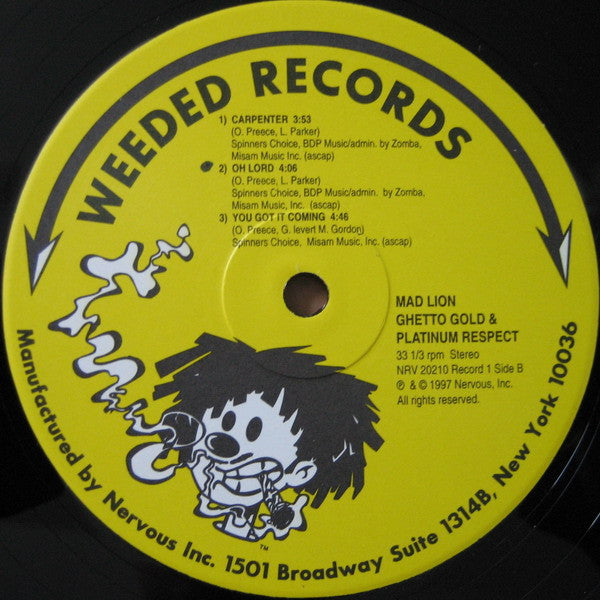 WEEDED RECORDS
1) CARPENTER 3:53
(O. Preece, L. Parker)
Spinners Choice, BDP Music/admin. by Zomba,
Misam Music Inc. (ascap)
2) OH LORD 4:06
(O. Preece, L. Parker)
Spinners Choice, BDP Music/admin. by Zomba,
Misam Music, Inc. (ascap)
3) YOU GOT IT COMING 4:46
(O. Preece, G. levert M. Gordon)
Spinners Choice, Misam Music, Inc. (ascap)
MAD LION
GHETTO GOLD &
PLATINUM RESPECT
33 1/3 rpm Stereo
NRV 20210 Record 1 Side B
℗ & © 1997 Nervous, Inc.
All rights reserved.
TM
Manufactured by Nervous Inc. 1501 Broadway Suite 1314B, New York 10036